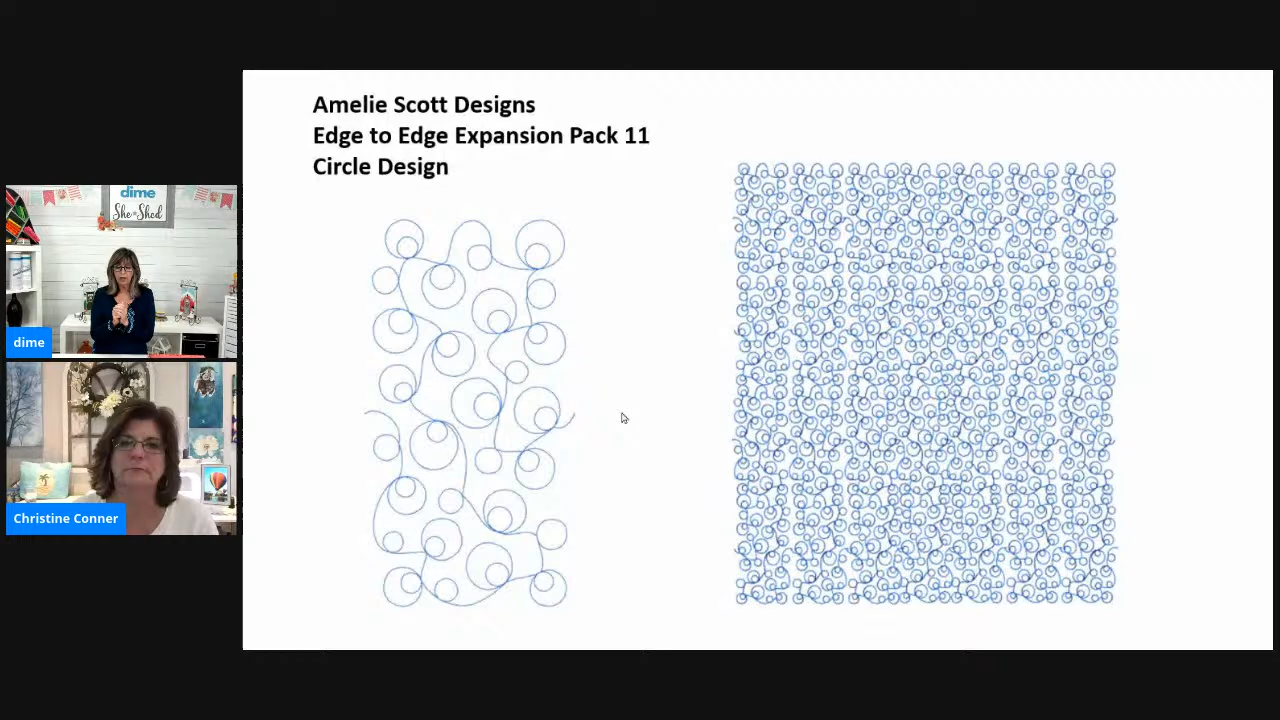 Amelie Scott Designs
Edge to Edge Expansion Pack 11
Circle Design
dime
She Shed
dime
Christine Conner